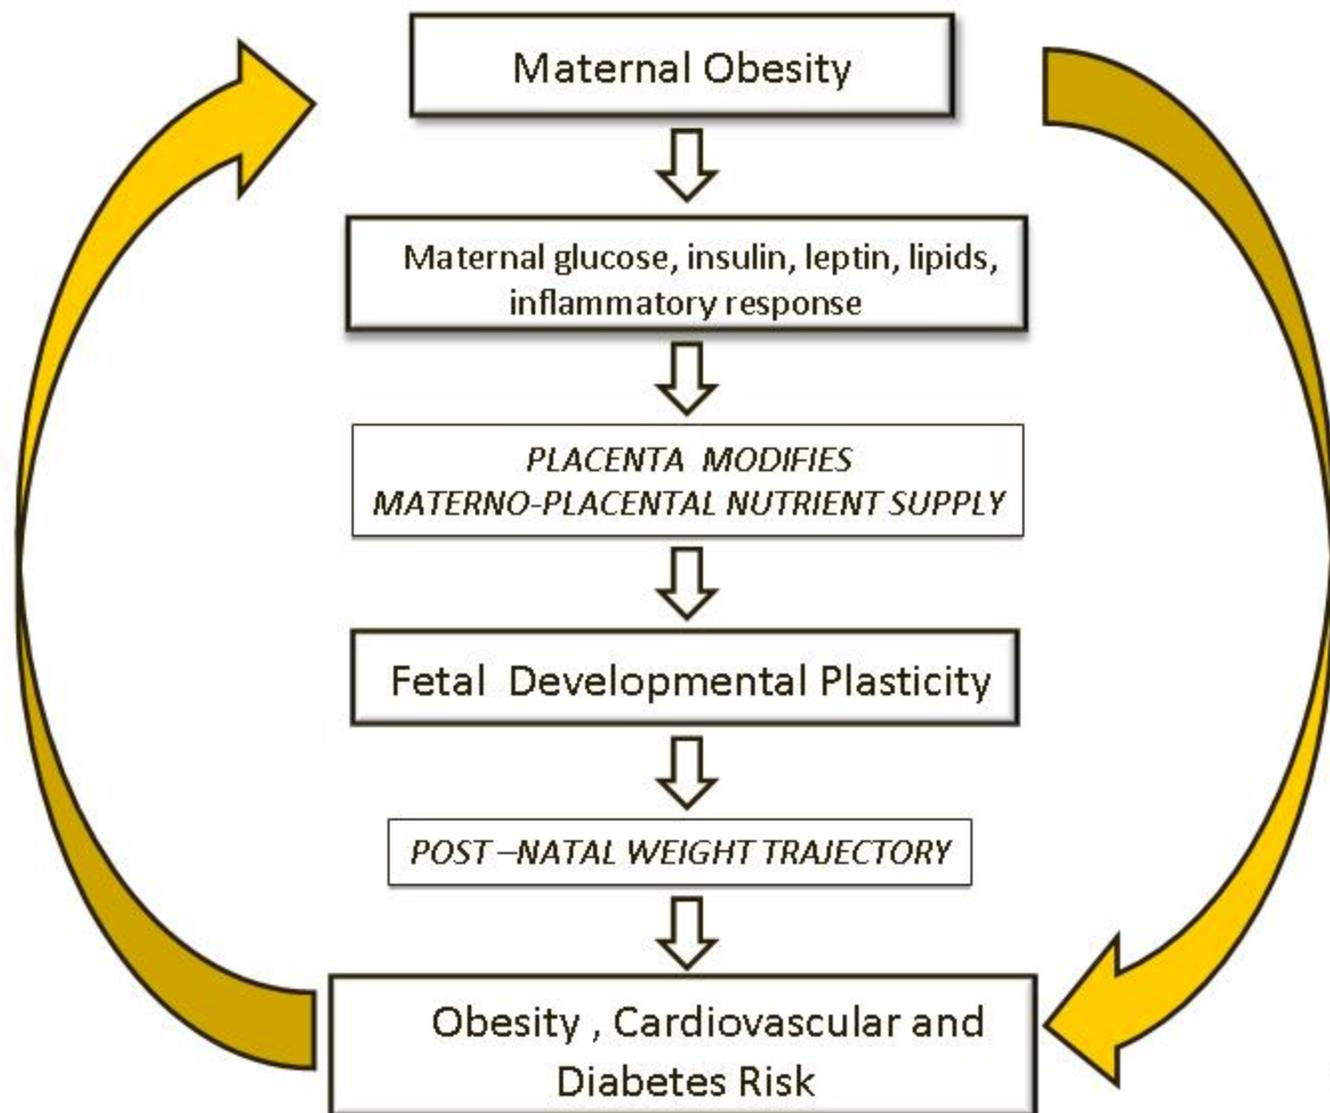 Maternal Obesity
Maternal glucose, insulin, leptin, lipids,
inflammatory response
PLACENTA MODIFIES
MATERNO-PLACENTAL NUTRIENT SUPPLY
Fetal Developmental Plasticity
POST –NATAL WEIGHT TRAJECTORY
Obesity , Cardiovascular and
Diabetes Risk